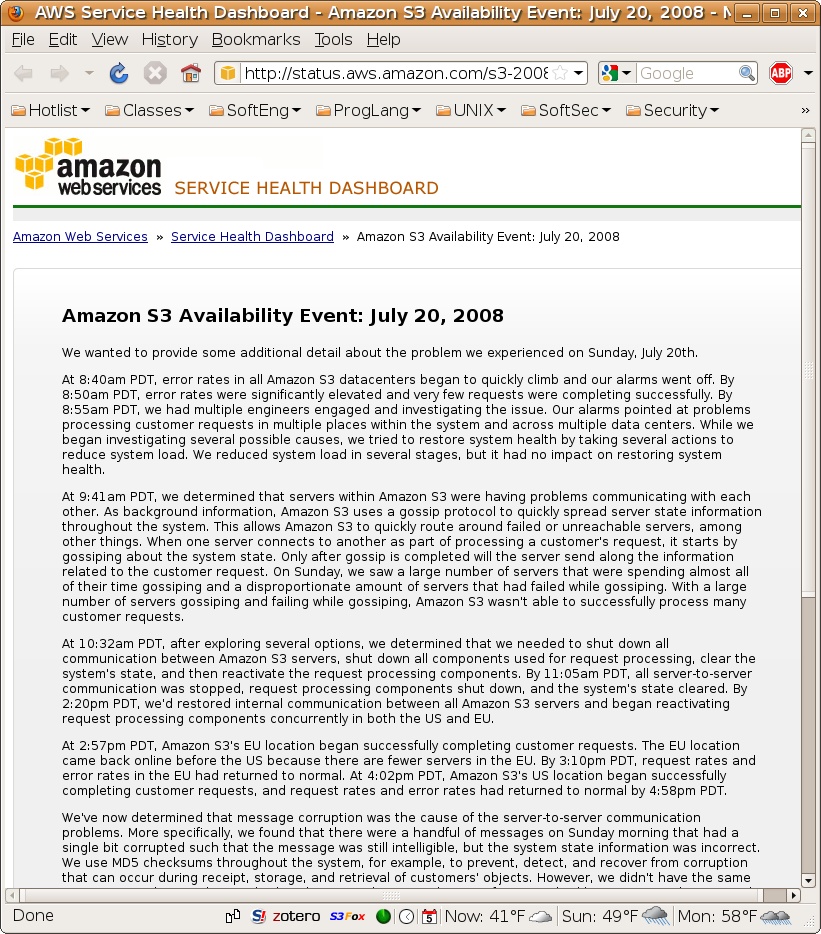 AWS Service Health Dashboard - Amazon S3 Availability Event: July 20, 2008 -
File Edit View History Bookmarks Tools Help
http://status.aws.amazon.com/s3-2008 Google ABP
Hotlist Classes SoftEng ProgLang UNIX SoftSec Security »
amazon
webservices SERVICE HEALTH DASHBOARD
Amazon Web Services » Service Health Dashboard » Amazon S3 Availability Event: July 20, 2008
Amazon S3 Availability Event: July 20, 2008
We wanted to provide some additional detail about the problem we experienced on Sunday, July 20th.
At 8:40am PDT, error rates in all Amazon S3 datacenters began to quickly climb and our alarms went off. By
8:50am PDT, error rates were significantly elevated and very few requests were completing successfully. By
8:55am PDT, we had multiple engineers engaged and investigating the issue. Our alarms pointed at problems
processing customer requests in multiple places within the system and across multiple data centers. While we
began investigating several possible causes, we tried to restore system health by taking several actions to
reduce system load. We reduced system load in several stages, but it had no impact on restoring system
health.
At 9:41am PDT, we determined that servers within Amazon S3 were having problems communicating with each
other. As background information, Amazon S3 uses a gossip protocol to quickly spread server state information
throughout the system. This allows Amazon S3 to quickly route around failed or unreachable servers, among
other things. When one server connects to another as part of processing a customer's request, it starts by
gossiping about the system state. Only after gossip is completed will the server send along the information
related to the customer request. On Sunday, we saw a large number of servers that were spending almost all
of their time gossiping and a disproportionate amount of servers that had failed while gossiping. With a large
number of servers gossiping and failing while gossiping, Amazon S3 wasn't able to successfully process many
customer requests.
At 10:32am PDT, after exploring several options, we determined that we needed to shut down all
communication between Amazon S3 servers, shut down all components used for request processing, clear the
system's state, and then reactivate the request processing components. By 11:05am PDT, all server-to-server
communication was stopped, request processing components shut down, and the system's state cleared. By
2:20pm PDT, we'd restored internal communication between all Amazon S3 servers and began reactivating
request processing components concurrently in both the US and EU.
At 2:57pm PDT, Amazon S3's EU location began successfully completing customer requests. The EU location
came back online before the US because there are fewer servers in the EU. By 3:10pm PDT, request rates and
error rates in the EU had returned to normal. At 4:02pm PDT, Amazon S3's US location began successfully
completing customer requests, and request rates and error rates had returned to normal by 4:58pm PDT.
We've now determined that message corruption was the cause of the server-to-server communication
problems. More specifically, we found that there were a handful of messages on Sunday morning that had a
single bit corrupted such that the message was still intelligible, but the system state information was incorrect.
We use MD5 checksums throughout the system, for example, to prevent, detect, and recover from corruption
that can occur during receipt, storage, and retrieval of customers' objects. However, we didn't have the same
Done S! zotero S3Fox 5 Now: 41°F Sun: 49°F Mon: 58°F